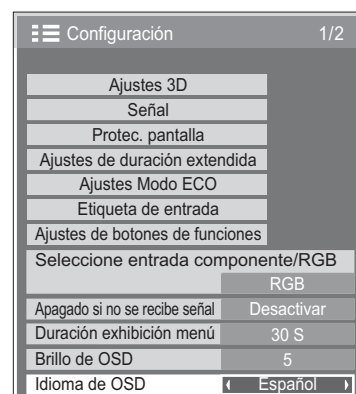 Configuración 1/2
Ajustes 3D
Señal
Protec. pantalla
Ajustes de duración extendida
Ajustes Modo ECO
Etiqueta de entrada
Ajustes de botones de funciones
Seleccione entrada componente/RGB
RGB
Apagado si no se recibe señal Desactivar
Duración exhibición menú 30 S
Brillo de OSD 5
Idioma de OSD Español